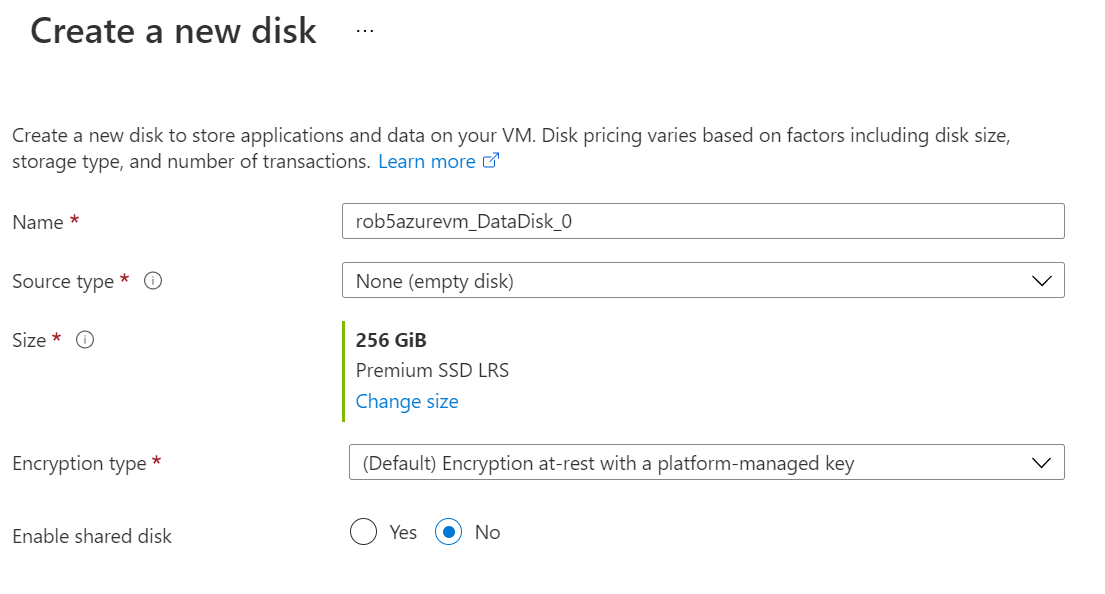 Create a new disk ...
Create a new disk to store applications and data on your VM. Disk pricing varies based on factors including disk size,
storage type, and number of transactions. Learn more
Name *
rob5azurevm_DataDisk_0
Source type *
None (empty disk)
Size *
256 GiB
Premium SSD LRS
Change size
Encryption type *
(Default) Encryption at-rest with a platform-managed key
Enable shared disk
Yes
No